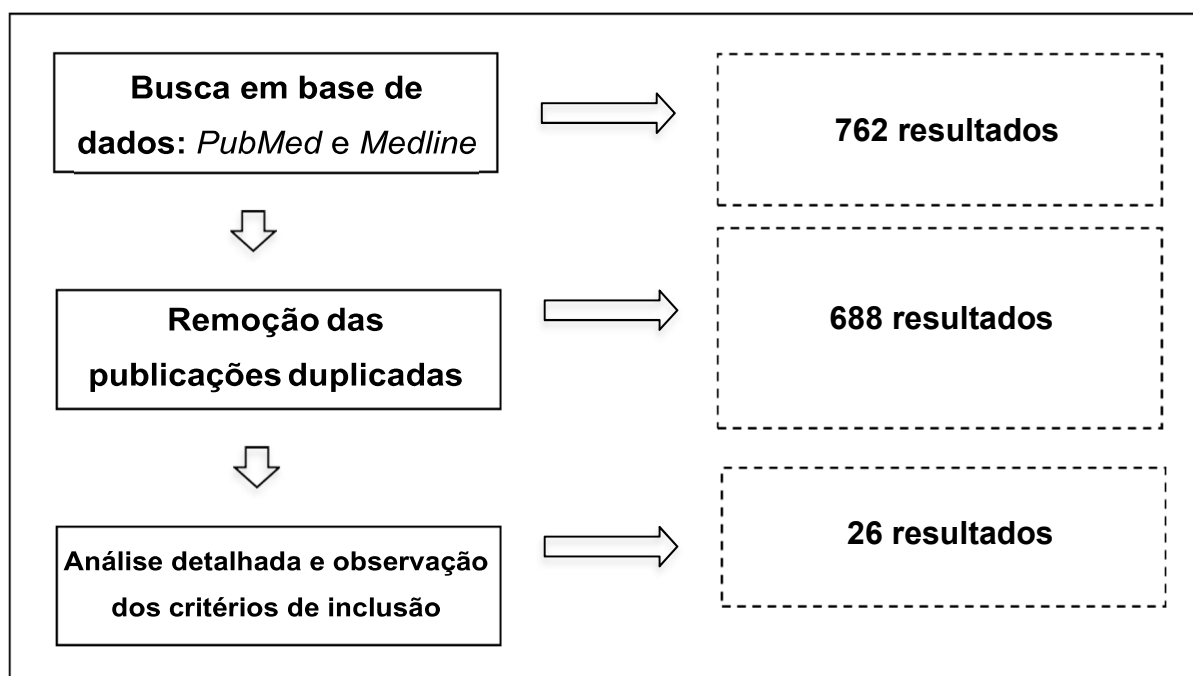 Busca em base de
dados: PubMed e Medline
762 resultados
Remoção das
publicações duplicadas
688 resultados
Análise detalhada e observação
dos critérios de inclusão
26 resultados